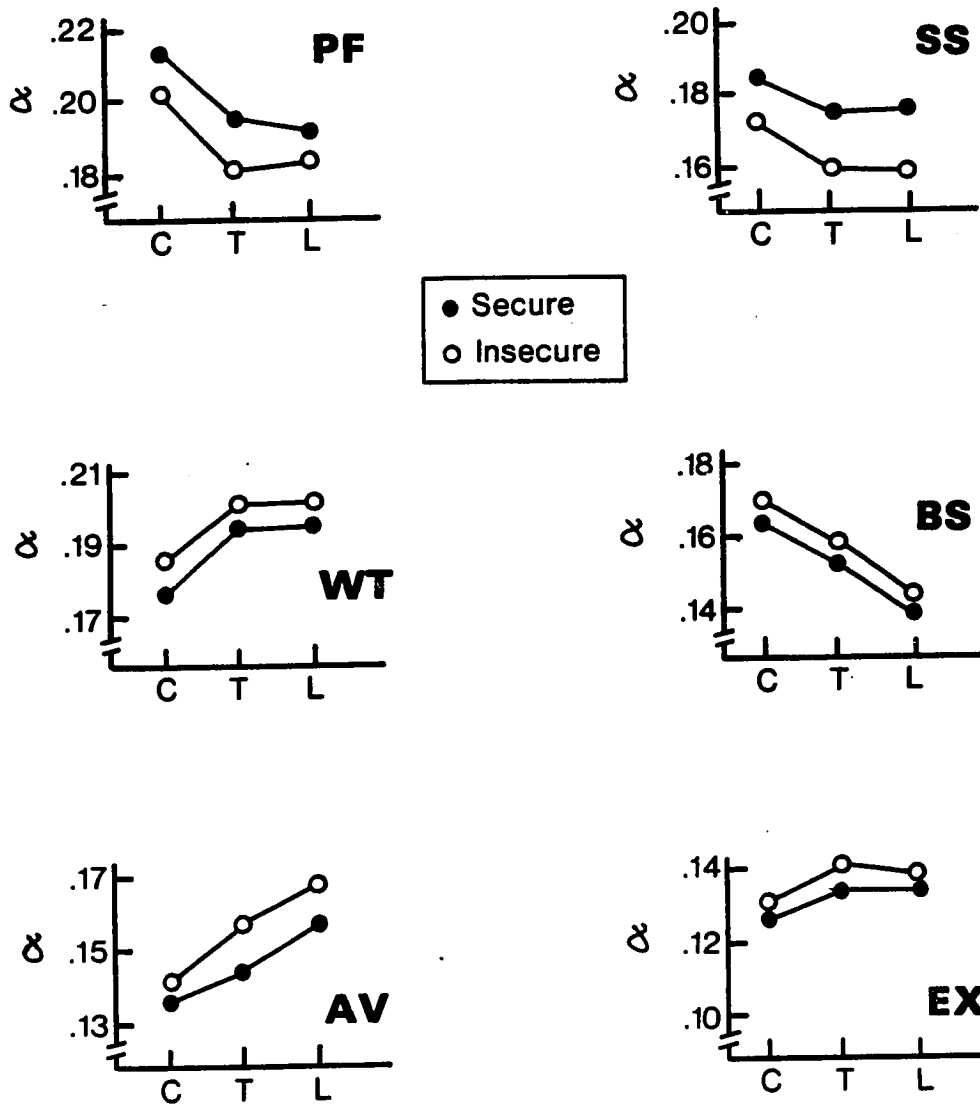 PF
α
.22
.20
.18
C T L
SS
α
.20
.18
.16
C T L
Secure
Insecure
WT
α
.21
.19
.17
C T L
BS
α
.18
.16
.14
C T L
AV
α
.17
.15
.13
C T L
EX
α
.14
.12
.10
C T L